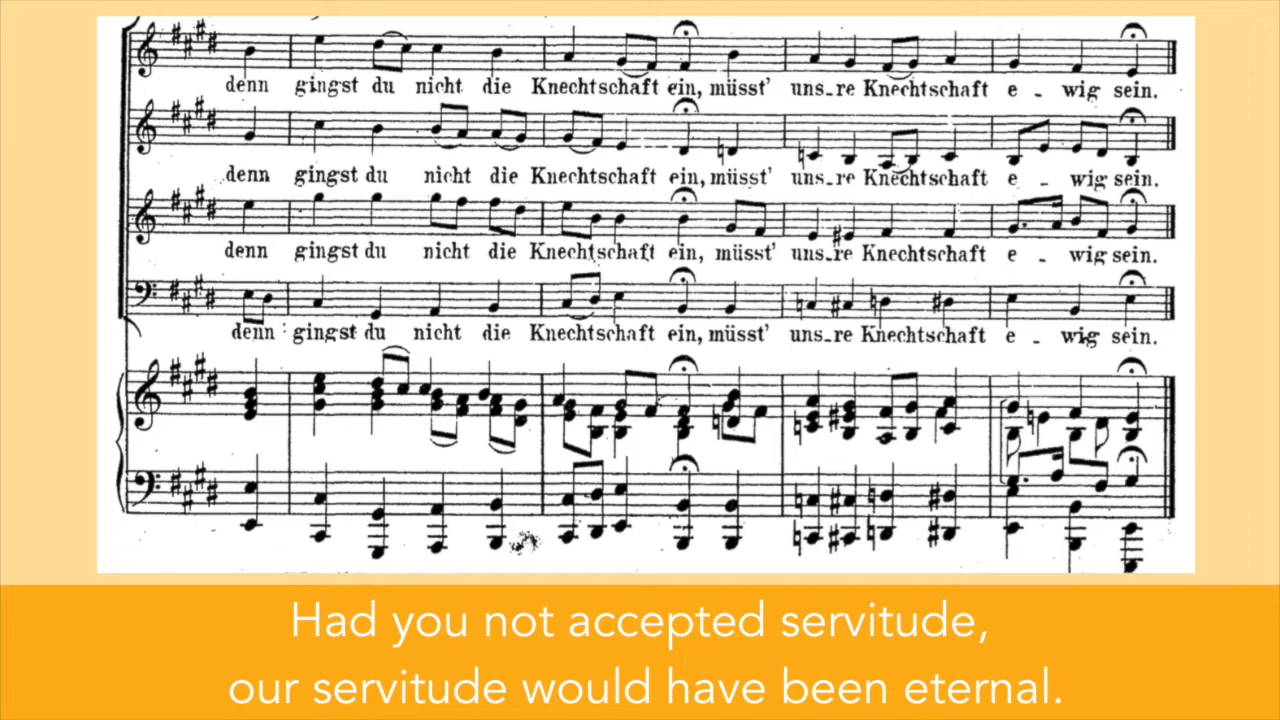 denn gingst du nicht die Knechtschaft ein, müsst' uns_re Knechtschaft e _ wig sein.
denn gingst du nicht die Knechtschaft ein, müsst' uns_re Knechtschaft e _ wig sein.
denn gingst du nicht die Knechtschaft ein, müsst' uns_re Knechtschaft e _ wig sein.
denn gingst du nicht die Knechtschaft ein, müsst' uns_re Knechtschaft e _ wig sein.
Had you not accepted servitude,
our servitude would have been eternal.